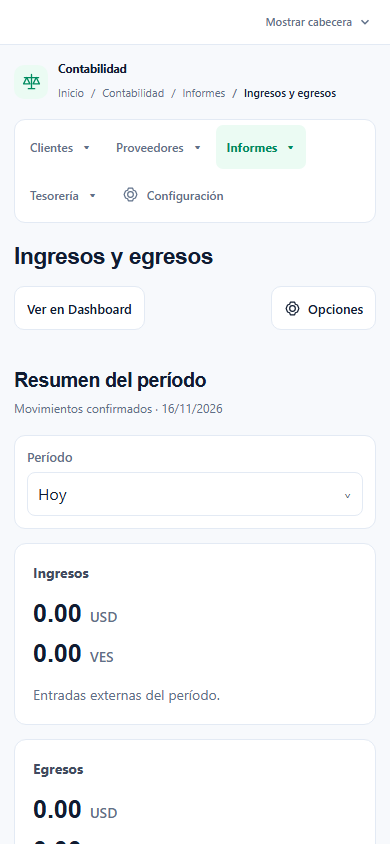 Mostrar cabecera
Contabilidad
Inicio / Contabilidad / Informes / Ingresos y egresos
Clientes Proveedores Informes
Tesorería Configuración
Ingresos y egresos
Ver en Dashboard Opciones
Resumen del período
Movimientos confirmados · 16/11/2026
Período
Hoy
Ingresos
0.00 USD
0.00 VES
Entradas externas del período.
Egresos
0.00 USD